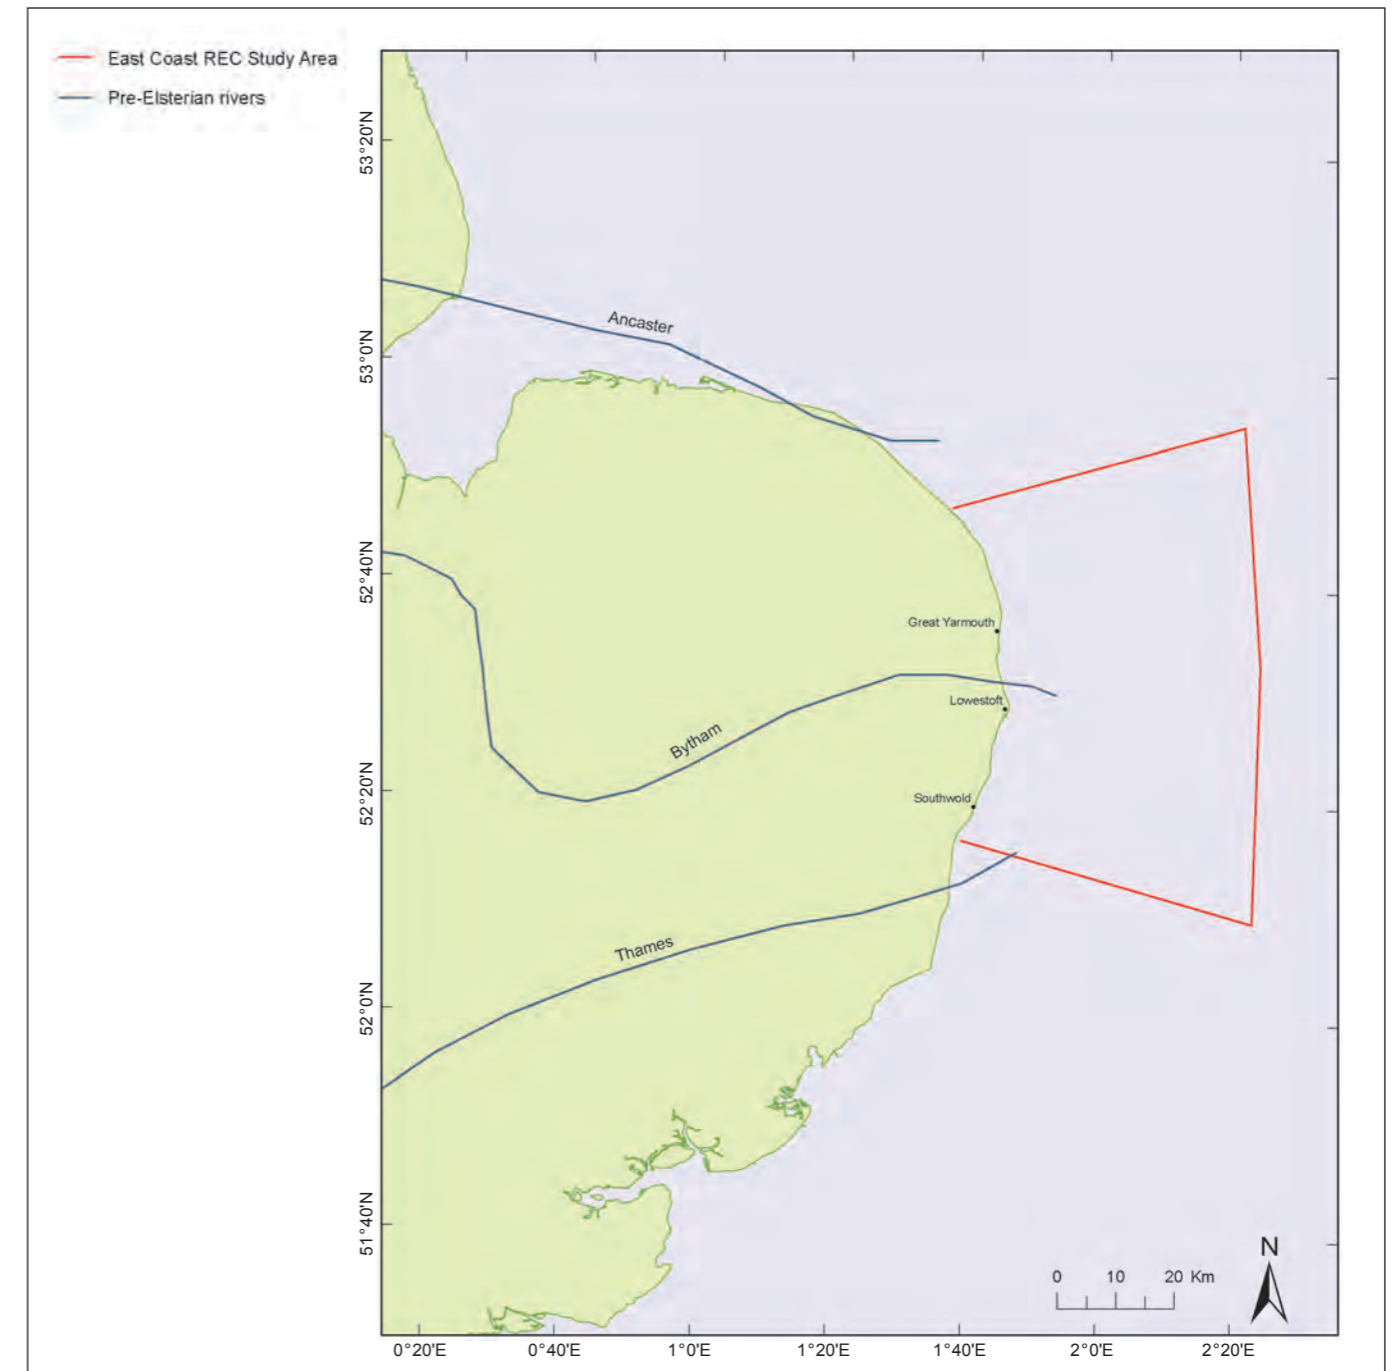 East Coast REC Study Area
Pre-Elsterian rivers
53°20'N
53°0'N
52°40'N
52°20'N
52°0'N
51°40'N
Ancaster
Great Yarmouth
Lowestoft
Bytham
Southwold
Thames
N
0 10 20 Km
0°20'E 0°40'E 1°0'E 1°20'E 1°40'E 2°0'E 2°20'E